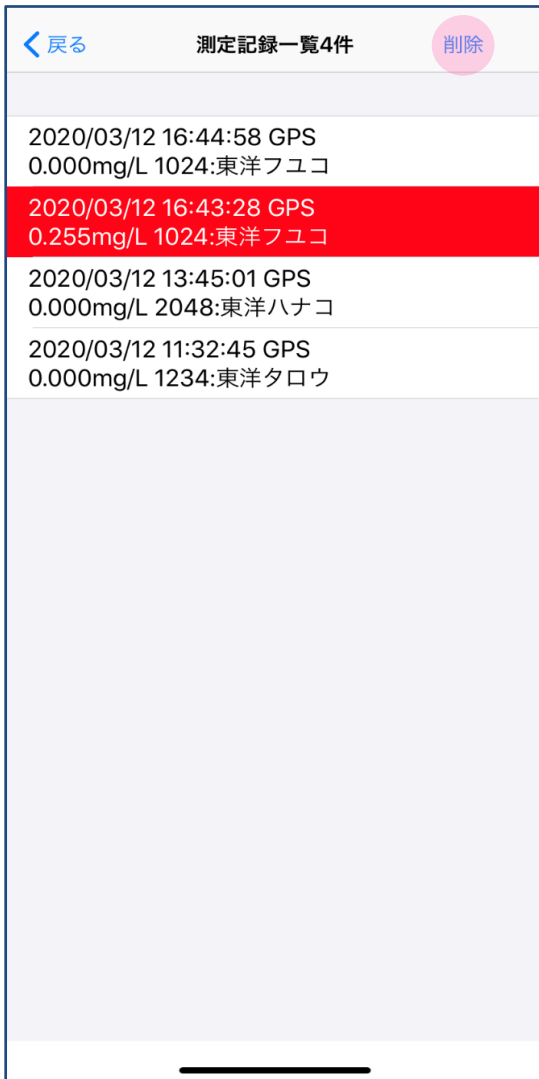 戻る 測定記録一覧4件 削除
2020/03/12 16:44:58 GPS
0.000mg/L 1024:東洋フユコ
2020/03/12 16:43:28 GPS
0.255mg/L 1024:東洋フユコ
2020/03/12 13:45:01 GPS
0.000mg/L 2048:東洋ハナコ
2020/03/12 11:32:45 GPS
0.000mg/L 1234:東洋タロウ